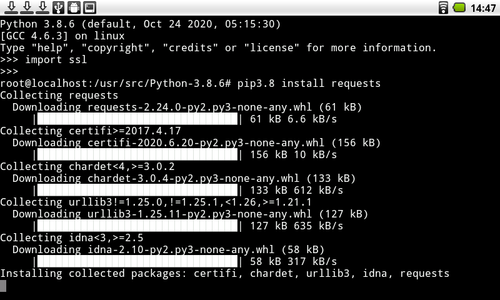 14:47
Python 3.8.6 (default, Oct 24 2020, 05:15:30)
[GCC 4.6.3] on linux
Type "help", "copyright", "credits" or "license" for more information.
>>> import ssl
>>>
root@localhost:/usr/src/Python-3.8.6# pip3.8 install requests
Collecting requests
  Downloading requests-2.24.0-py2.py3-none-any.whl (61 kB)
     |████████████████████████████████| 61 kB 6.6 kB/s
Collecting certifi>=2017.4.17
  Downloading certifi-2020.6.20-py2.py3-none-any.whl (156 kB)
     |████████████████████████████████| 156 kB 10 kB/s
Collecting chardet<4,>=3.0.2
  Downloading chardet-3.0.4-py2.py3-none-any.whl (133 kB)
     |████████████████████████████████| 133 kB 612 kB/s
Collecting urllib3!=1.25.0,!=1.25.1,<1.26,>=1.21.1
  Downloading urllib3-1.25.11-py2.py3-none-any.whl (127 kB)
     |████████████████████████████████| 127 kB 635 kB/s
Collecting idna<3,>=2.5
  Downloading idna-2.10-py2.py3-none-any.whl (58 kB)
     |████████████████████████████████| 58 kB 317 kB/s
Installing collected packages: certifi, chardet, urllib3, idna, requests